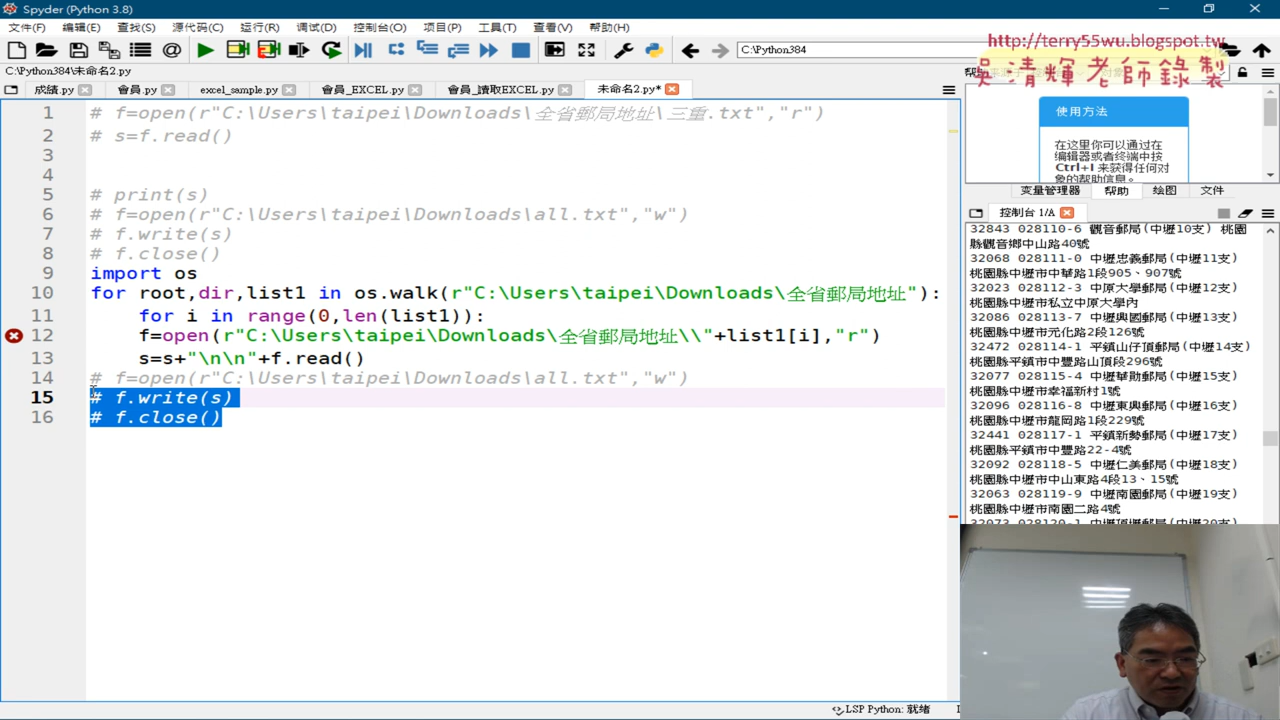 Spyder (Python 3.8)
文件(F) 编辑(E) 查找(S) 源代码(C) 运行(R) 调试(D) 控制台(O) 项目(P) 工具(T) 查看(V) 帮助(H)
C:\Python384
http://terry55wu.blogspot.tw
吳清輝老師錄製
C:\Python384\未命名2.py
成績.py 會員.py excel_sample.py 會員_EXCEL.py 會員_讀取EXCEL.py 未命名2.py*
1 # f=open(r"C:\Users\taipei\Downloads\全省郵局地址\三重.txt","r")
2 # s=f.read()
3
4
5 # print(s)
6 # f=open(r"C:\Users\taipei\Downloads\all.txt","w")
7 # f.write(s)
8 # f.close()
9 import os
10 for root,dir,list1 in os.walk(r"C:\Users\taipei\Downloads\全省郵局地址"):
11 for i in range(0,len(list1)):
12 f=open(r"C:\Users\taipei\Downloads\全省郵局地址\\"+list1[i],"r")
13 s=s+"\n\n"+f.read()
14 # f=open(r"C:\Users\taipei\Downloads\all.txt","w")
15 # f.write(s)
16 # f.close()
使用方法
在这里你可以通过在
编辑器或者终端中按
Ctrl+I 来获得任何对
象的帮助信息。
变量管理器 帮助 绘图 文件
控制台 1/A
32843 028110-6 觀音郵局(中壢10支) 桃園
縣觀音鄉中山路40號
32068 028111-0 中壢忠義郵局(中壢11支)
桃園縣中壢市中華路1段905、907號
32023 028112-3 中原大學郵局(中壢12支)
桃園縣中壢市私立中原大學內
32086 028113-7 中壢興國郵局(中壢13支)
桃園縣中壢市元化路2段126號
32472 028114-1 平鎮山仔頂郵局(中壢14支)
桃園縣平鎮市中豐路山頂段296號
32077 028115-4 中壢華勛郵局(中壢15支)
桃園縣中壢市幸福新村1號
32096 028116-8 中壢東興郵局(中壢16支)
桃園縣中壢市龍岡路1段229號
32441 028117-1 平鎮新勢郵局(中壢17支)
桃園縣平鎮市中豐路22-4號
32092 028118-5 中壢仁美郵局(中壢18支)
桃園縣中壢市中山東路4段13、15號
32063 028119-9 中壢南園郵局(中壢19支)
桃園縣中壢市南園二路4號
LSP Python: 就绪